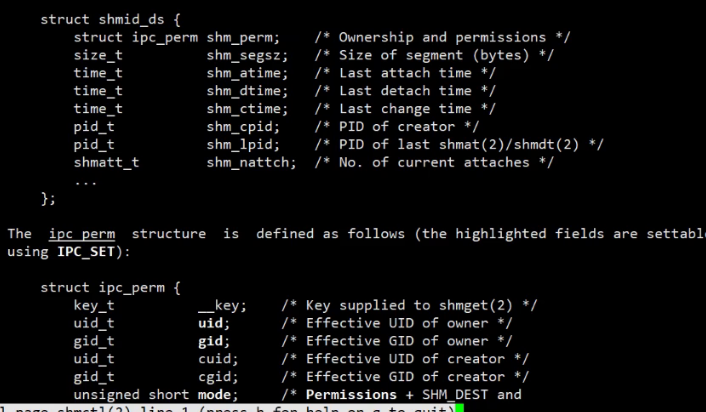 struct shmid_ds {
struct ipc_perm shm_perm; /* Ownership and permissions */
size_t shm_segsz; /* Size of segment (bytes) */
time_t shm_atime; /* Last attach time */
time_t shm_dtime; /* Last detach time */
time_t shm_ctime; /* Last change time */
pid_t shm_cpid; /* PID of creator */
pid_t shm_lpid; /* PID of last shmat(2)/shmdt(2) */
shmatt_t shm_nattch; /* No. of current attaches */
...
};
The ipc_perm structure is defined as follows (the highlighted fields are settabl
using IPC_SET):
struct ipc_perm {
key_t __key; /* Key supplied to shmget(2) */
uid_t uid; /* Effective UID of owner */
gid_t gid; /* Effective GID of owner */
uid_t cuid; /* Effective UID of creator */
gid_t cgid; /* Effective GID of creator */
unsigned short mode; /* Permissions + SHM_DEST and
l page shmctl(2) line 1 (press h for help or q to quit)